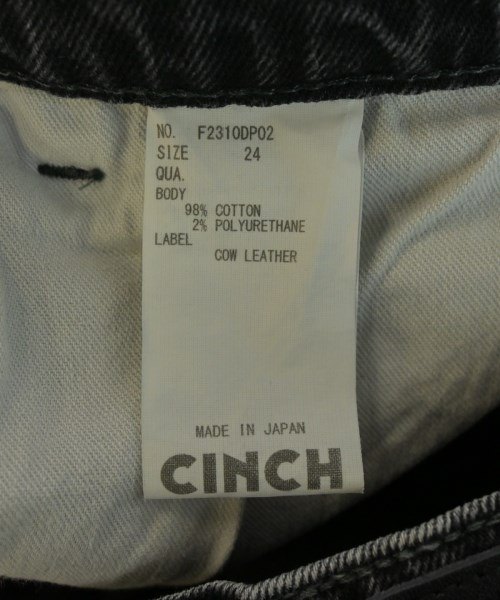 NO. F2310DP02
SIZE 24
QUA.
BODY
98% COTTON
2% POLYURETHANE
LABEL
COW LEATHER
MADE IN JAPAN
CINCH